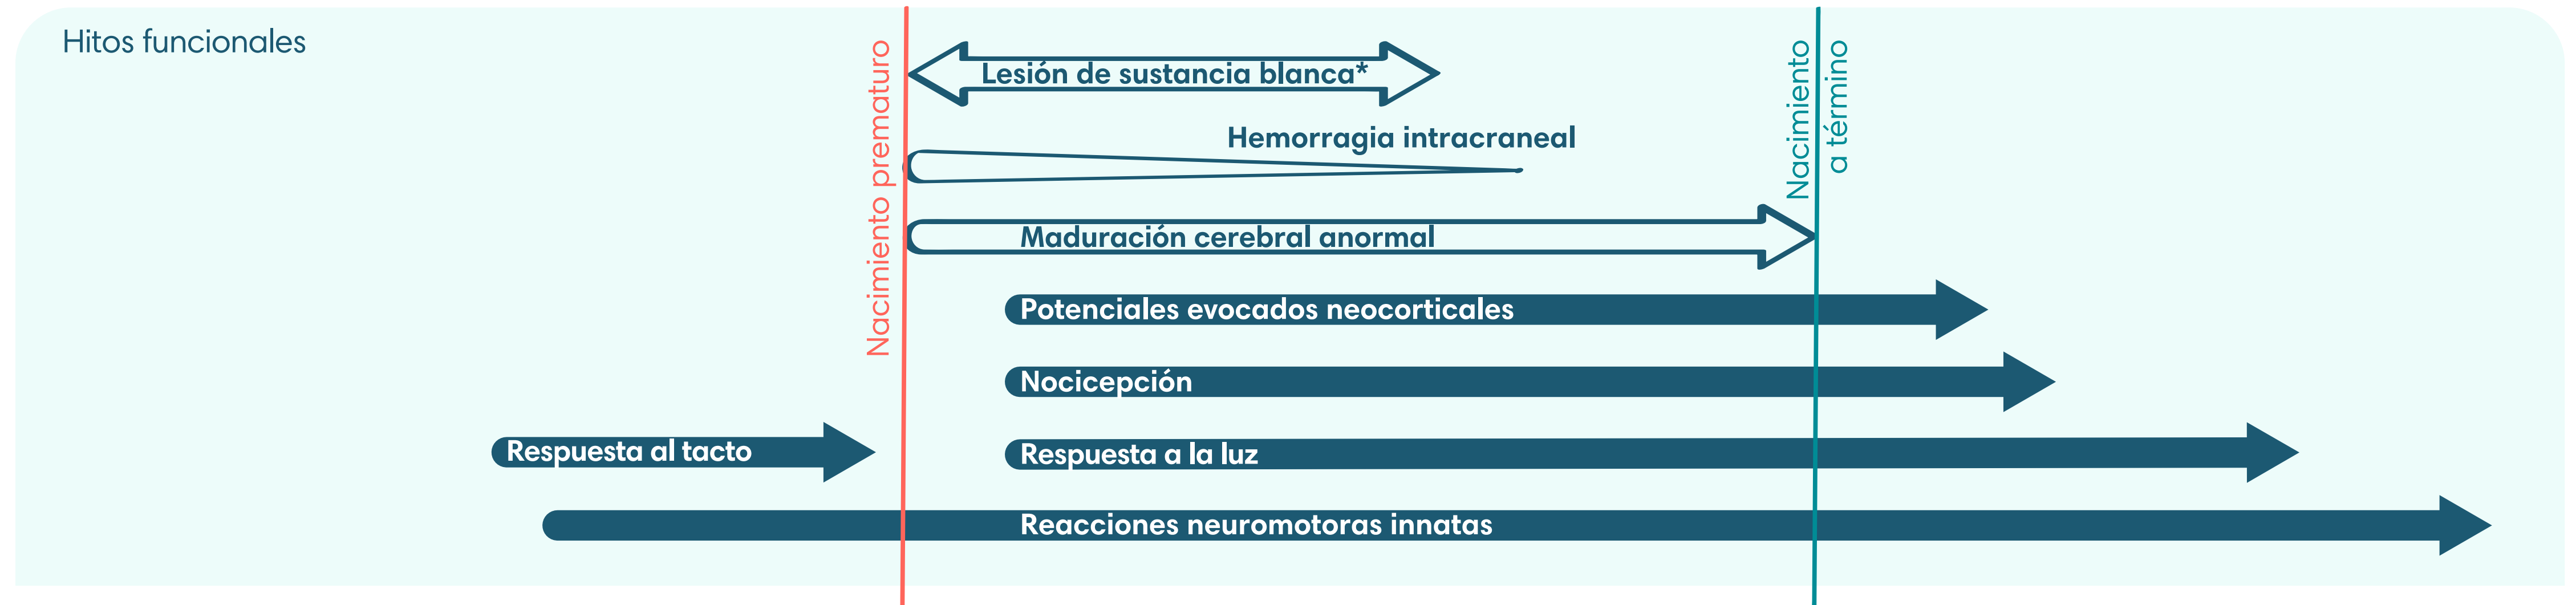 Hitos funcionales
Nacimiento prematuro
Nacimiento
a término
Lesión de sustancia blanca*
Hemorragia intracraneal
Maduración cerebral anormal
Potenciales evocados neocorticales
Nocicepción
Respuesta al tacto
Respuesta a la luz
Reacciones neuromotoras innatas